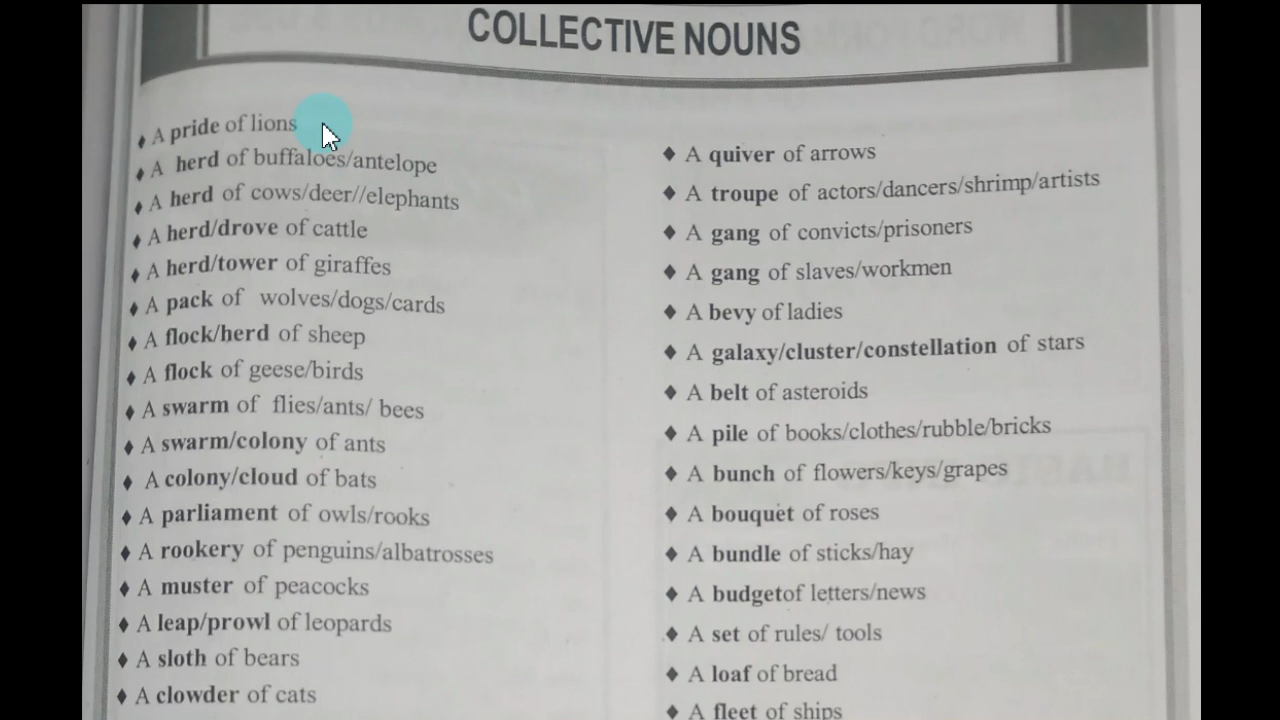 COLLECTIVE NOUNS
♦ A pride of lions
♦ A herd of buffaloes/antelope
♦ A herd of cows/deer//elephants
♦ A herd/drove of cattle
♦ A herd/tower of giraffes
♦ A pack of wolves/dogs/cards
♦ A flock/herd of sheep
♦ A flock of geese/birds
♦ A swarm of flies/ants/ bees
♦ A swarm/colony of ants
♦ A colony/cloud of bats
♦ A parliament of owls/rooks
♦ A rookery of penguins/albatrosses
♦ A muster of peacocks
♦ A leap/prowl of leopards
♦ A sloth of bears
♦ A clowder of cats
♦ A quiver of arrows
♦ A troupe of actors/dancers/shrimp/artists
♦ A gang of convicts/prisoners
♦ A gang of slaves/workmen
♦ A bevy of ladies
♦ A galaxy/cluster/constellation of stars
♦ A belt of asteroids
♦ A pile of books/clothes/rubble/bricks
♦ A bunch of flowers/keys/grapes
♦ A bouquet of roses
♦ A bundle of sticks/hay
♦ A budgetof letters/news
♦ A set of rules/ tools
♦ A loaf of bread
♦ A fleet of ships